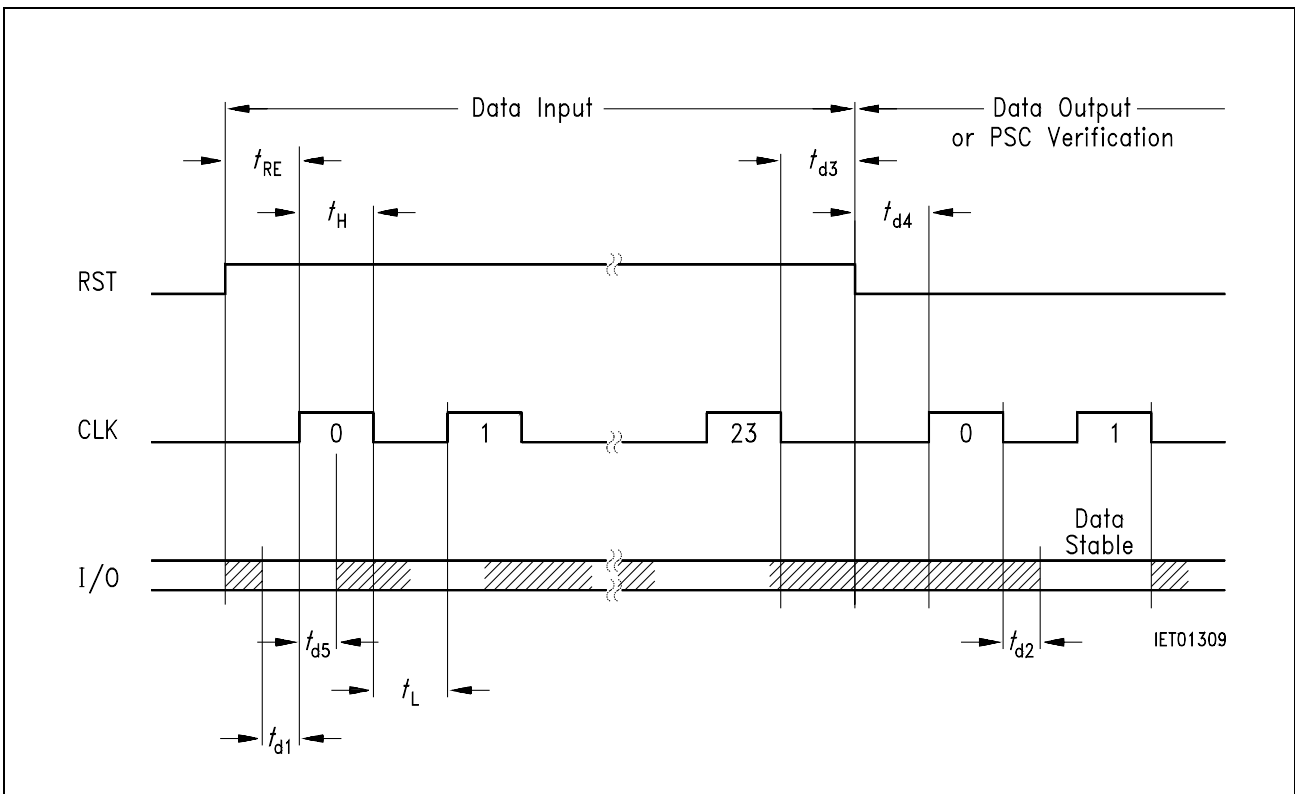 Data Input
Data Output
or PSC Verification
tRE
td3
tH
td4
RST
CLK
0
1
23
0
1
Data
Stable
I/O
td5
td2
IET01309
tL
td1